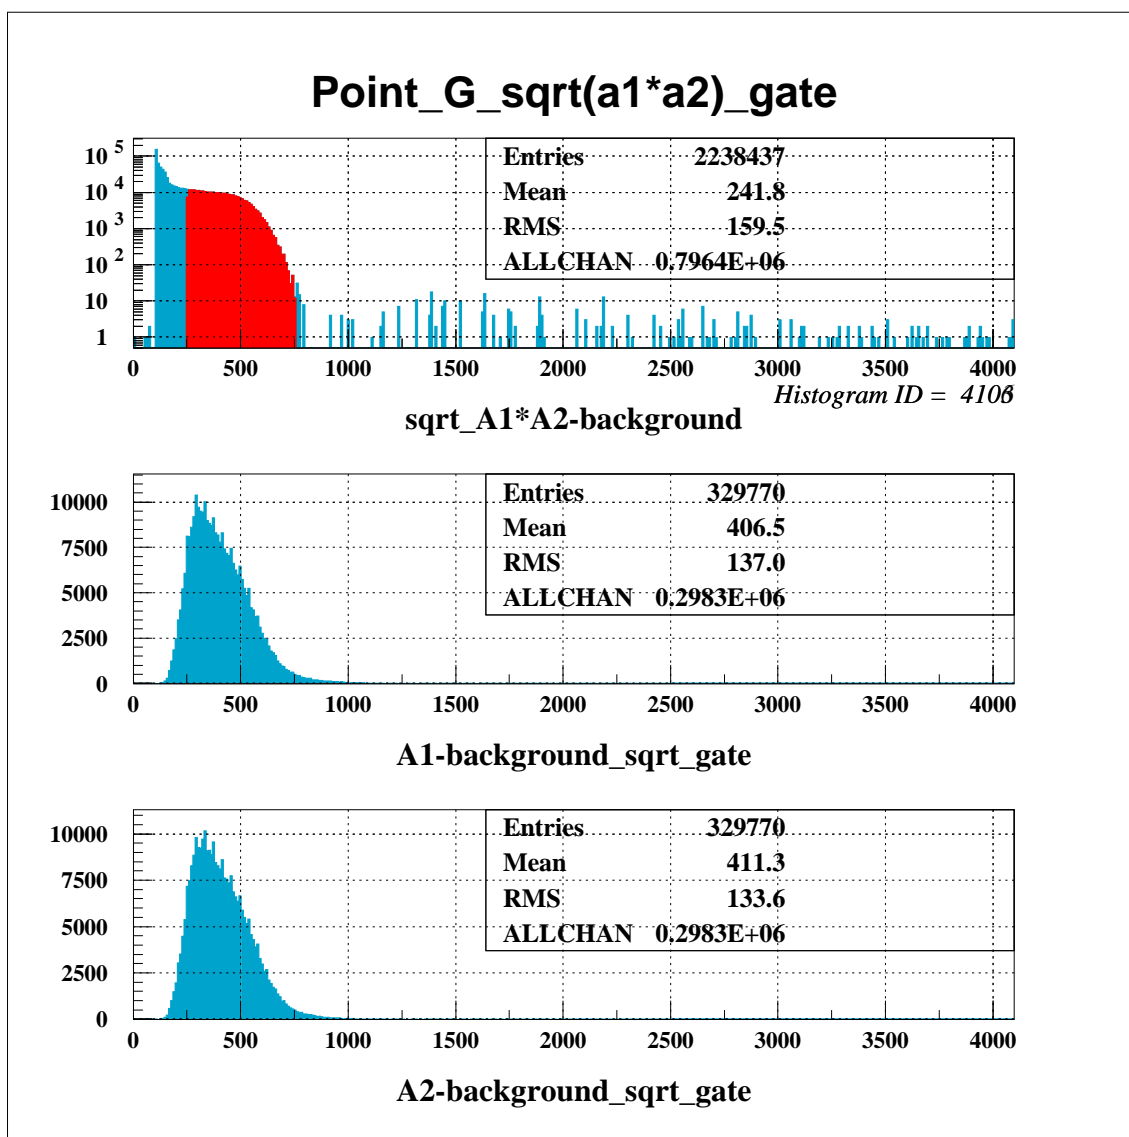 Point_G_sqrt(a1*a2)_gate
Entries 2238437
Mean 241.8
RMS 159.5
ALLCHAN 0.7964E+06
10 5
10 4
10 3
10 2
10
1
0 500 1000 1500 2000 2500 3000 3500 4000
Histogram ID =
sqrt_A1*A2-background
Entries 329770
Mean 406.5
RMS 137.0
ALLCHAN 0.2983E+06
10000
7500
5000
2500
0
0 500 1000 1500 2000 2500 3000 3500 4000
A1-background_sqrt_gate
Entries 329770
Mean 411.3
RMS 133.6
ALLCHAN 0.2983E+06
10000
7500
5000
2500
0
0 500 1000 1500 2000 2500 3000 3500 4000
A2-background_sqrt_gate